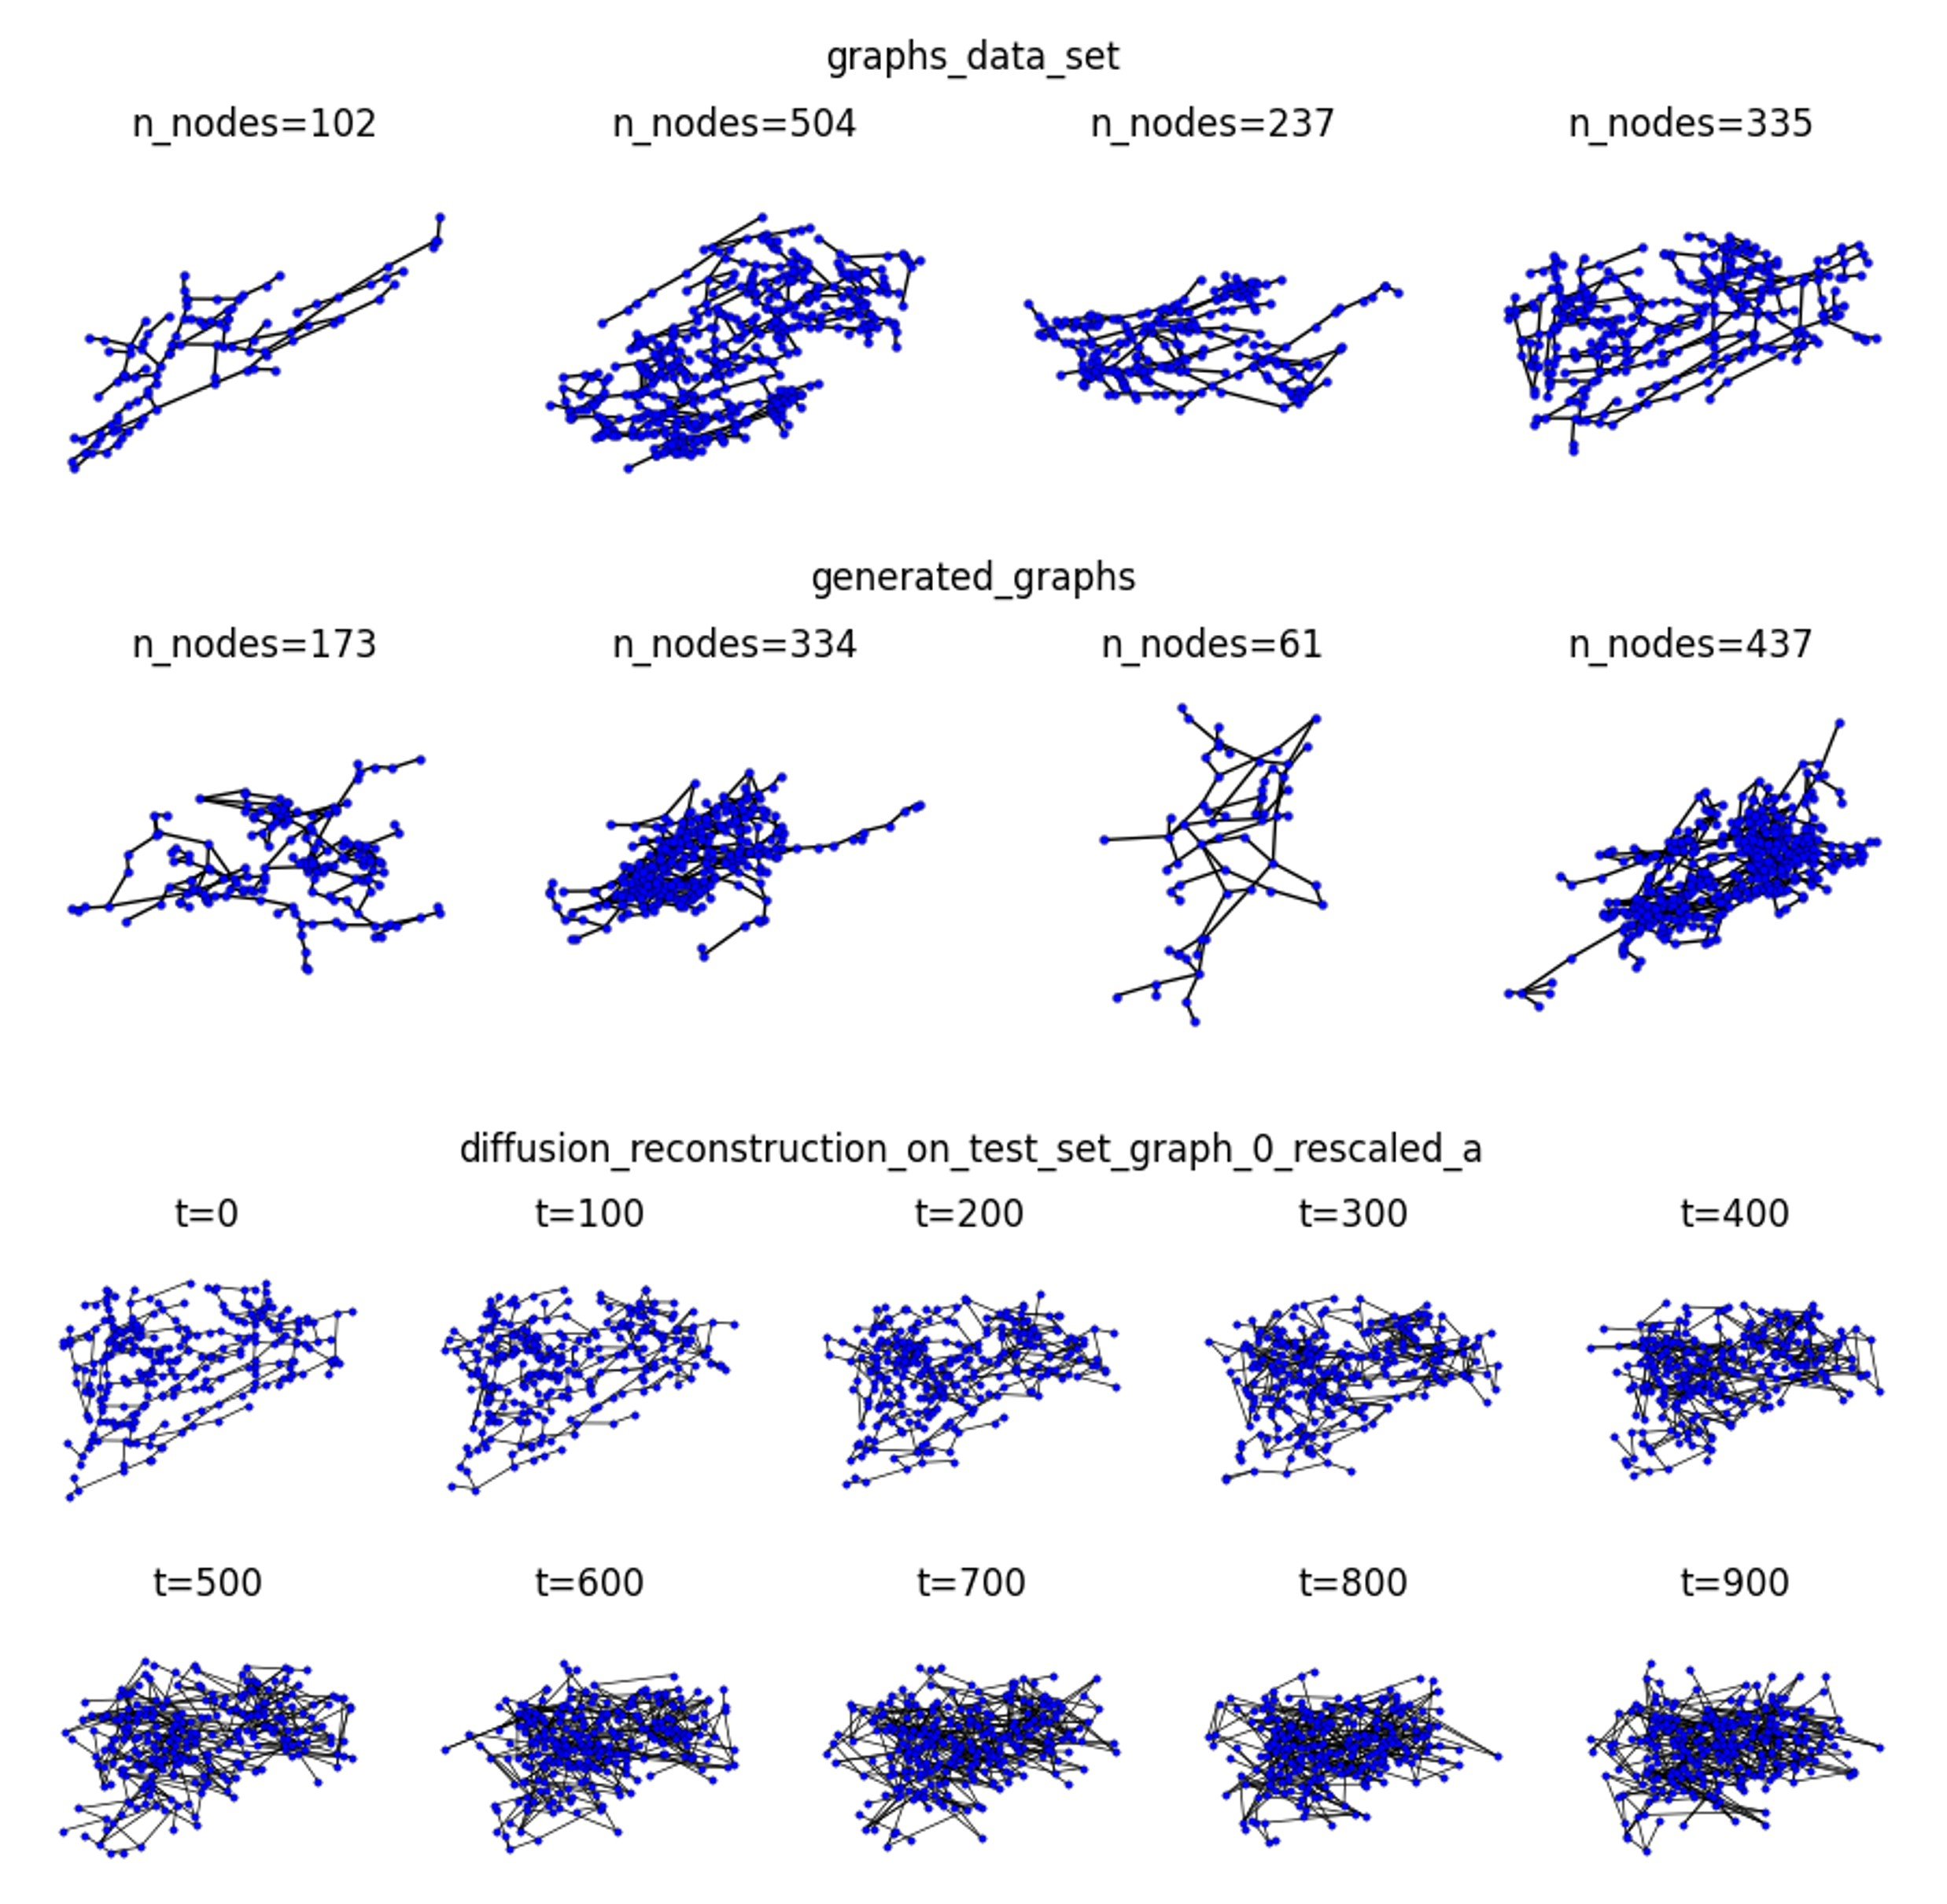 graphs_data_set
n_nodes=102 n_nodes=504 n_nodes=237 n_nodes=335
generated_graphs
n_nodes=173 n_nodes=334 n_nodes=61 n_nodes=437
diffusion_reconstruction_on_test_set_graph_0_rescaled_a
t=0 t=100 t=200 t=300 t=400
t=500 t=600 t=700 t=800 t=900